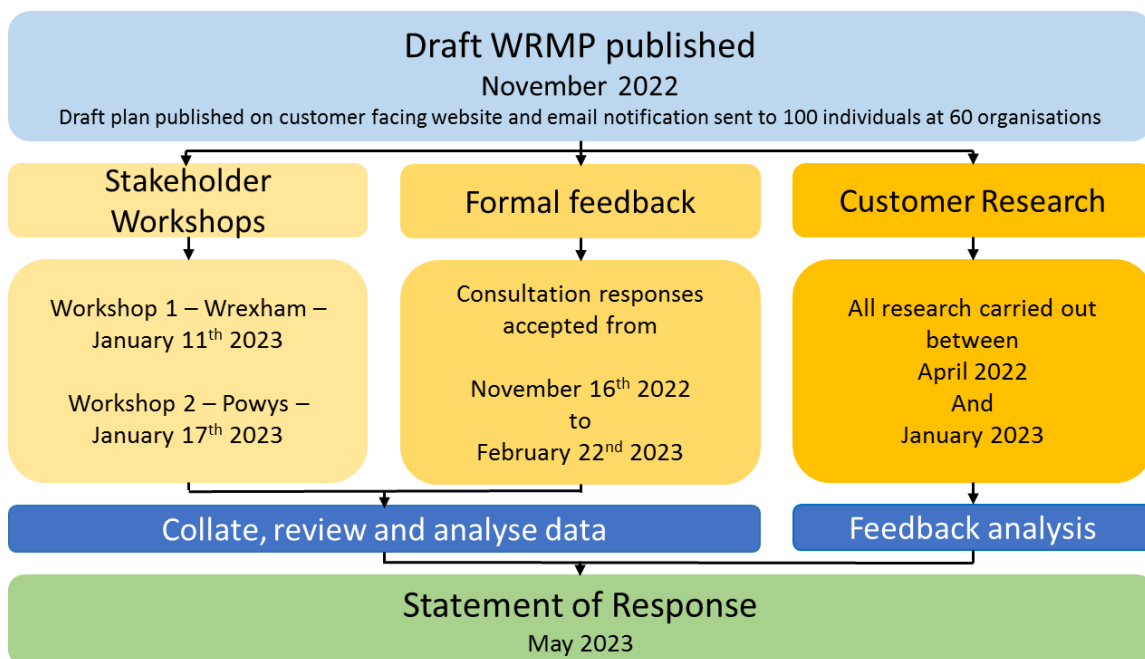 Draft WRMP published
November 2022
Draft plan published on customer facing website and email notification sent to 100 individuals at 60 organisations
Stakeholder
Workshops
Formal feedback
Customer Research
Workshop 1 – Wrexham –
January 11th 2023
Workshop 2 – Powys –
January 17th 2023
Consultation responses
accepted from
November 16th 2022
to
February 22nd 2023
All research carried out
between
April 2022
And
January 2023
Collate, review and analyse data
Feedback analysis
Statement of Response
May 2023